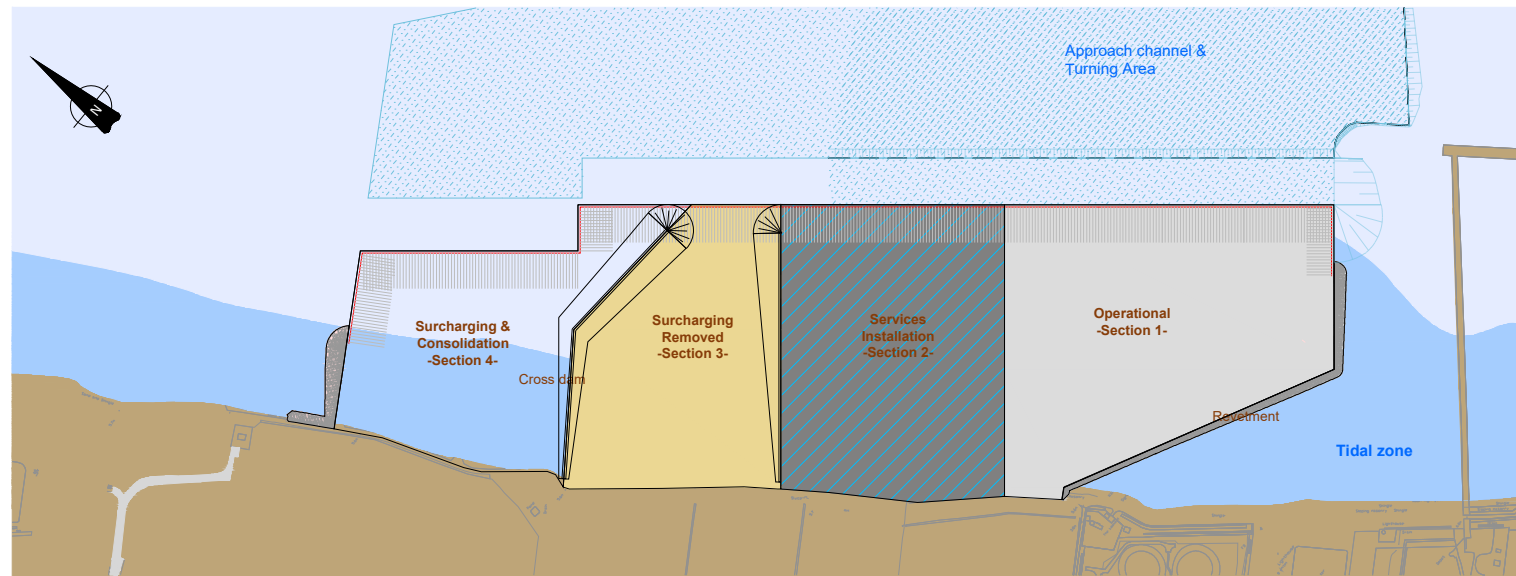 Approach channel &
Turning Area
N
Operational
-Section 1-
Services
Installation
-Section 2-
Surcharging
Removed
-Section 3-
Surcharging &
Consolidation
-Section 4-
Cross dam
Revetment
Tidal zone